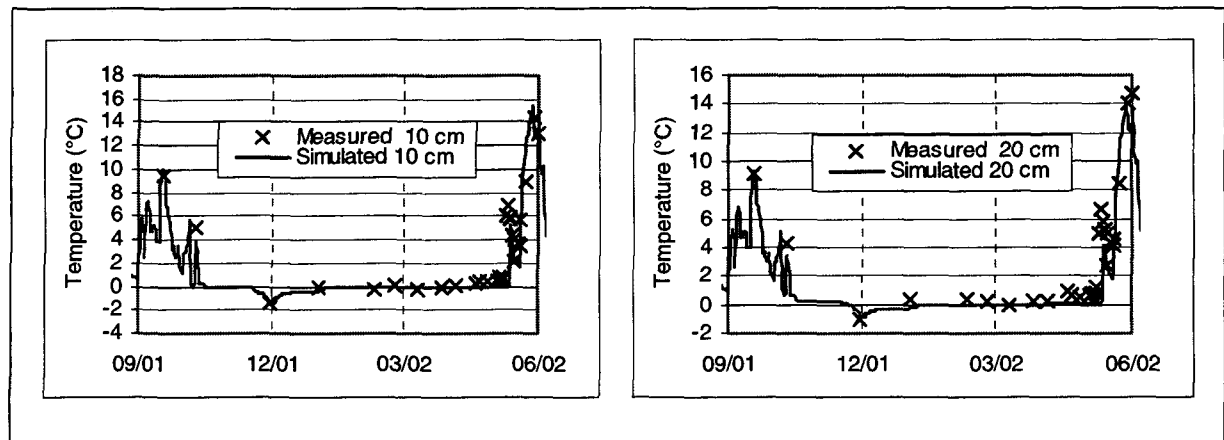 18
16
14
12
10
8
6
4
2
0
-2
-4
Temperature (°C)
Measured 10 cm
Simulated 10 cm
09/01 12/01 03/02 06/02
16
14
12
10
8
6
4
2
0
-2
Temperature (°C)
Measured 20 cm
Simulated 20 cm
09/01 12/01 03/02 06/02